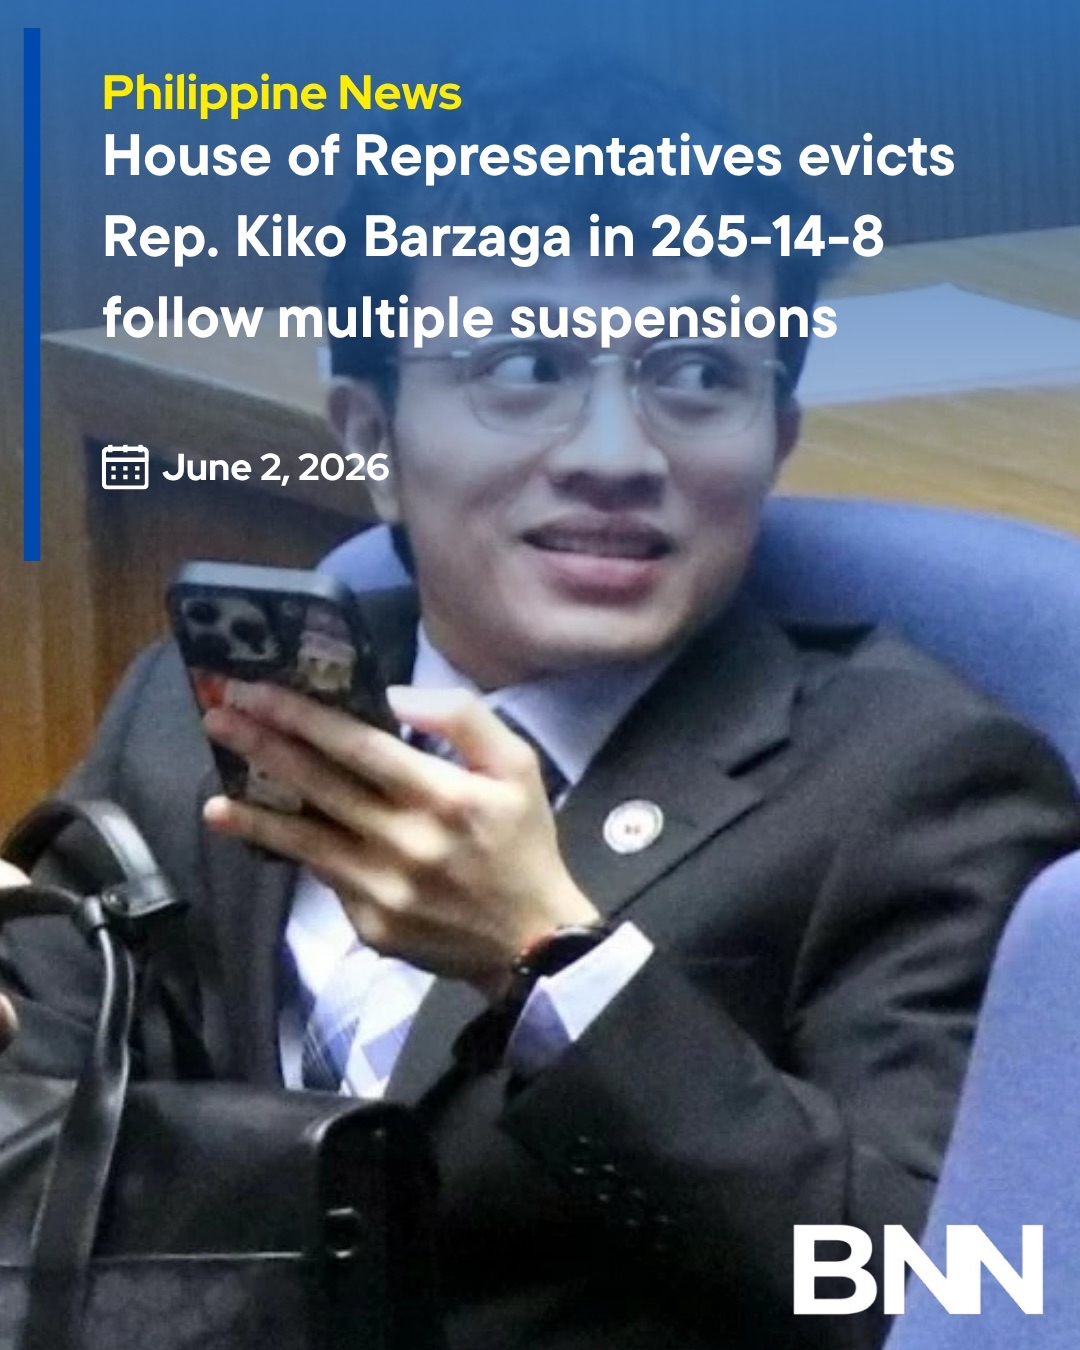 Philippine News
House of Representatives evicts
Rep. Kiko Barzaga in 265-14-8
follow multiple suspensions
June 2, 2026
BNN